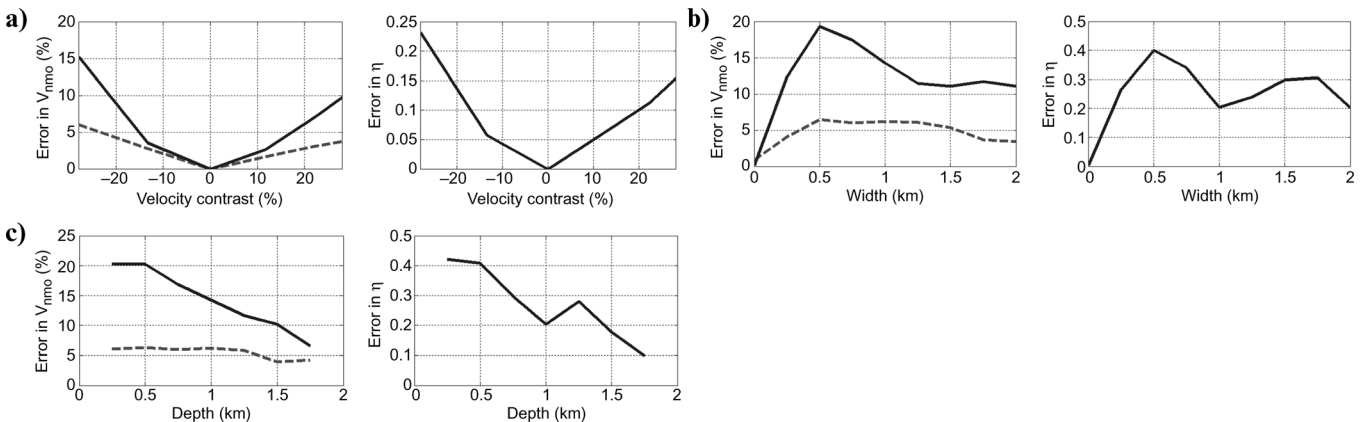 a)
Error in Vnmo (%)
20
15
10
5
0
–20 –10 0 10 20
Velocity contrast (%)
Error in η
0.25
0.2
0.15
0.1
0.05
0
–20 –10 0 10 20
Velocity contrast (%)
b)
Error in Vnmo (%)
20
15
10
5
0
0 0.5 1 1.5 2
Width (km)
Error in η
0.5
0.4
0.3
0.2
0.1
0
0 0.5 1 1.5 2
Width (km)
c)
Error in Vnmo (%)
25
20
15
10
5
0
0 0.5 1 1.5 2
Depth (km)
Error in η
0.5
0.4
0.3
0.2
0.1
0
0 0.5 1 1.5 2
Depth (km)